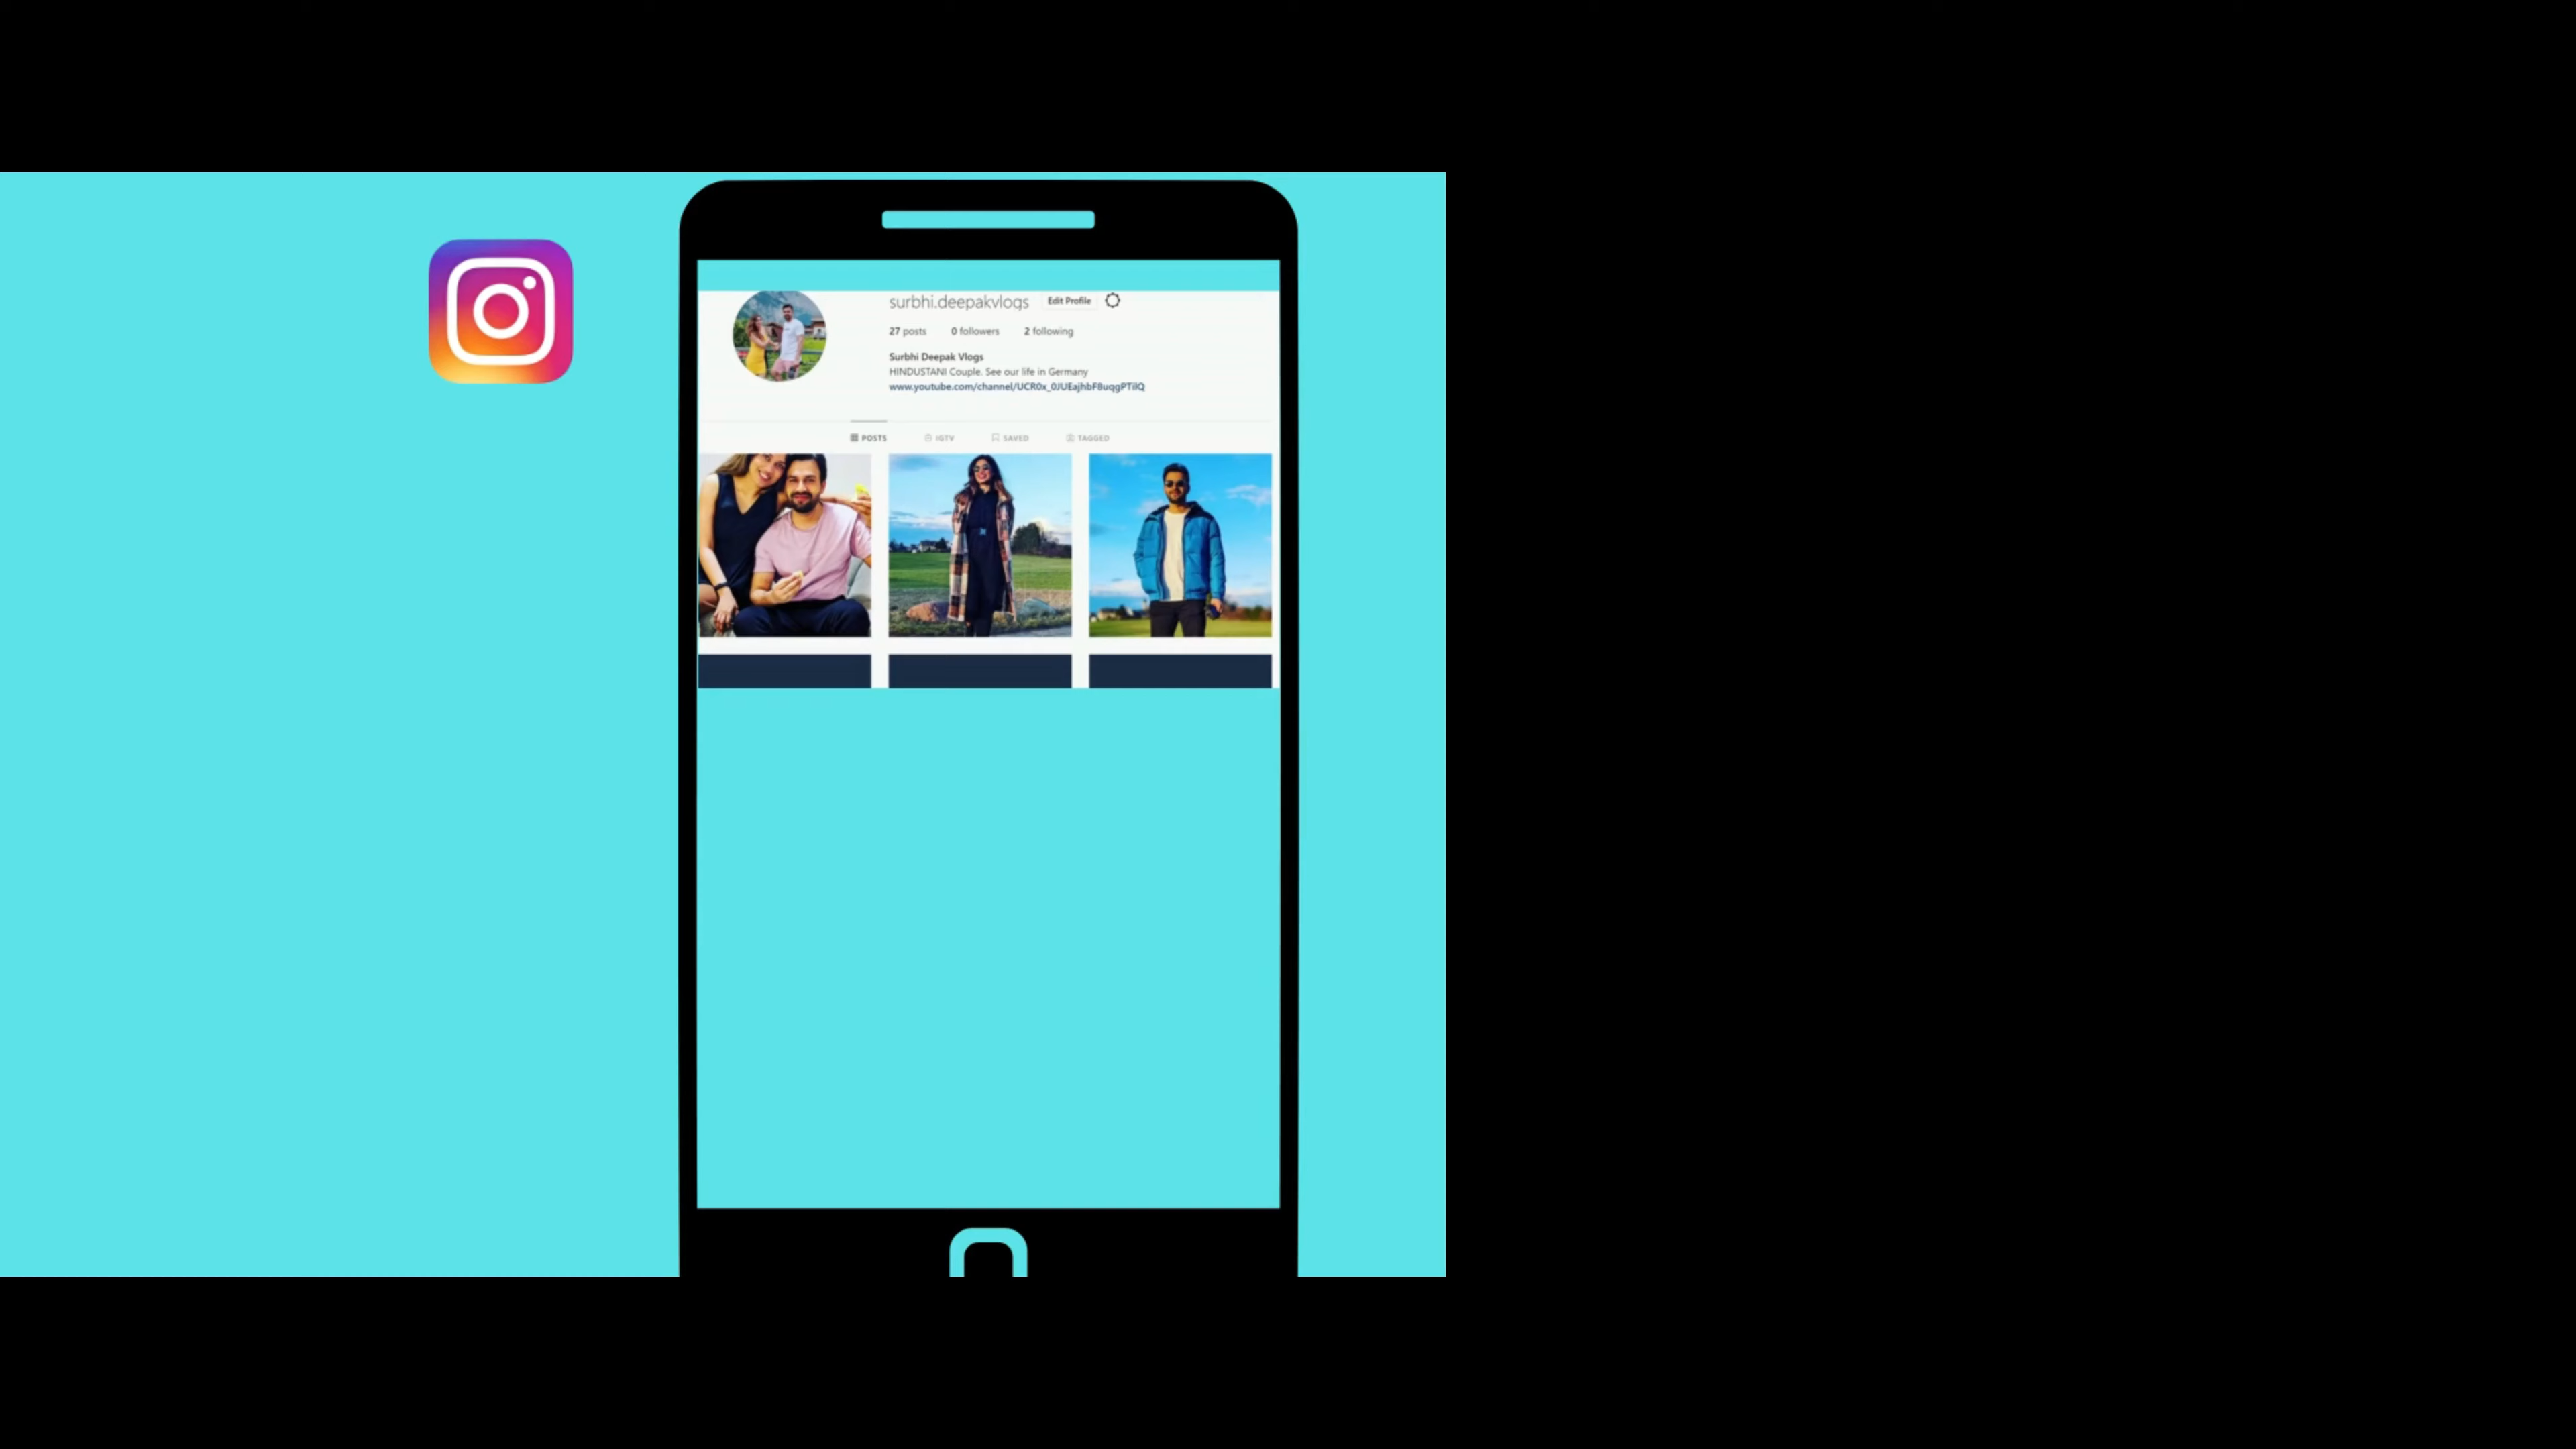 surbhi.deepakvlogs Edit Profile
27 posts 0 followers 2 following
Surbhi Deepak Vlogs
HINDUSTANI Couple. See our life in Germany
www.youtube.com/channel/UCR0x_0JUEajhbF8uqgPTilQ
POSTS IGTV SAVED TAGGED